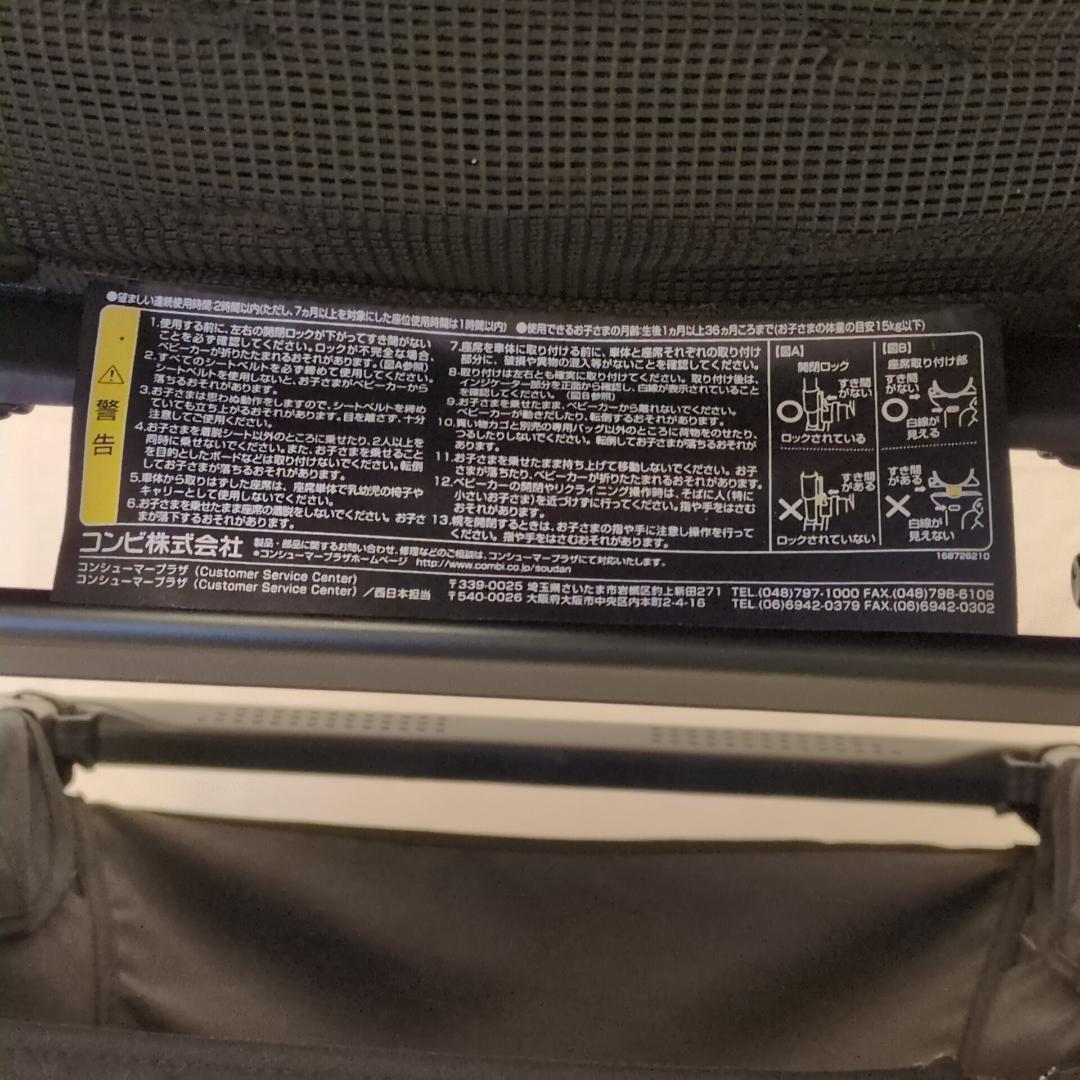 ●望ましい連続使用時間:2時間以内(ただし、7ヵ月以上を対象にした座位使用時間は1時間以内) ●使用できるお子さまの月齢:生後1ヵ月以上36ヵ月ころまで(お子さまの体重の目安15kg以下)
警告
1.使用する前に、左右の開閉ロックが下がってすき間がない
ことを必ず確認してください。ロックが不完全な場合、
ベビーカーが折りたたまれるおそれがあります。(図A参照)
2.すべてのシートベルトを必ず締めて使用してください。
シートベルトを使用しないと、お子さまがベビーカーから
落ちるおそれがあります。
3.お子さまは思わぬ動作をしますので、シートベルトを締め
ていても立ち上がるおそれがあります。目を離さず、十分
注意してご使用ください。
4.お子さまを着脱シート以外のところに乗せたり、2人以上を
同時に乗せないでください。また、お子さまを乗せること
を目的としたボードなどは取り付けないでください。転倒
してお子さまが落ちるおそれがあります。
5.車体から取りはずした座席は、座席単体で乳幼児の椅子や
キャリーとして使用しないでください。
6.お子さまを乗せたまま座席の着脱をしないでください。お子さ
まが落下するおそれがあります。
7.座席を車体に取り付ける前に、車体と座席それぞれの取り付け
部分に、破損や異物の混入等がないことを確認してください。
8.取り付けは左右とも確実に取り付けてください。取り付け後は、
インジケーター部分を正面から確認し、白線が表示されていること
を確認してください。(図B参照)
9.お子さまを乗せたまま、ベビーカーから離れないでください。
ベビーカーが動きだしたり、転倒するおそれがあります。
10.買い物カゴと別売の専用バッグ以外のところに荷物をのせたり、
つるしたりしないでください。転倒してお子さまが落ちるおそれが
あります。
11.お子さまを乗せたまま持ち上げて移動しないでください。お子
さまが落ちたり、ベビーカーが折りたたまれるおそれがあります。
12.ベビーカーの開閉やリクライニング操作時は、そばに人(特に
小さいお子さま)を近づけずに行ってください。指や手をはさむ
おそれがあります。
13.幌を開閉するときは、お子さまの指や手に注意し操作を行って
ください。指や手をはさむおそれがあります。
【図A】
開閉ロック
すき間
がない
ロックされている
すき間
がある
ロックされていない
【図B】
座席取り付け部
すき間
がない
白線が
見える
すき間
がある
白線が
見えない
168726210
コンビ株式会社 製品・部品に関するお問い合わせ、修理などのご相談は、コンシューマープラザにて対応いたします。
●コンシューマープラザホームページ http://www.combi.co.jp/soudan
コンシューマープラザ (Customer Service Center) 〒339-0025 埼玉県さいたま市岩槻区釣上新田271 TEL.(048)797-1000 FAX.(048)798-6109
コンシューマープラザ (Customer Service Center) /西日本担当 〒540-0026 大阪府大阪市中央区内本町2-4-16 TEL.(06)6942-0379 FAX.(06)6942-0302